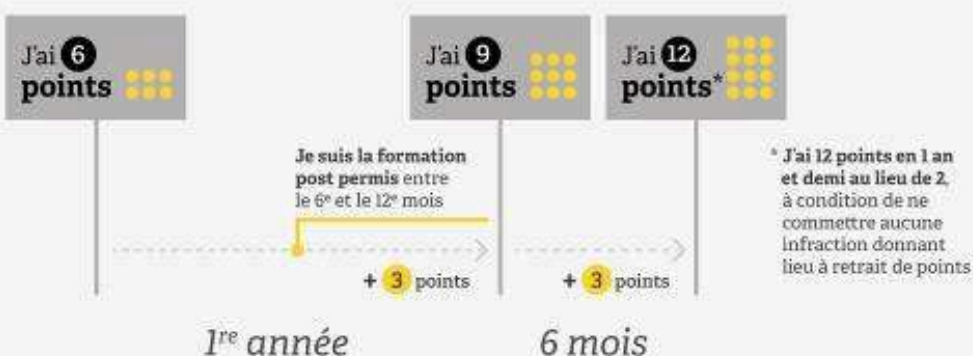 J'ai 6
points
J'ai 9
points
J'ai 12
points*
Je suis la formation
post permis entre
le 6e et le 12e mois
* J'ai 12 points en 1 an
et demi au lieu de 2,
à condition de ne
commettre aucune
infraction donnant
lieu à retrait de points
+ 3 points
+ 3 points
1re année
6 mois